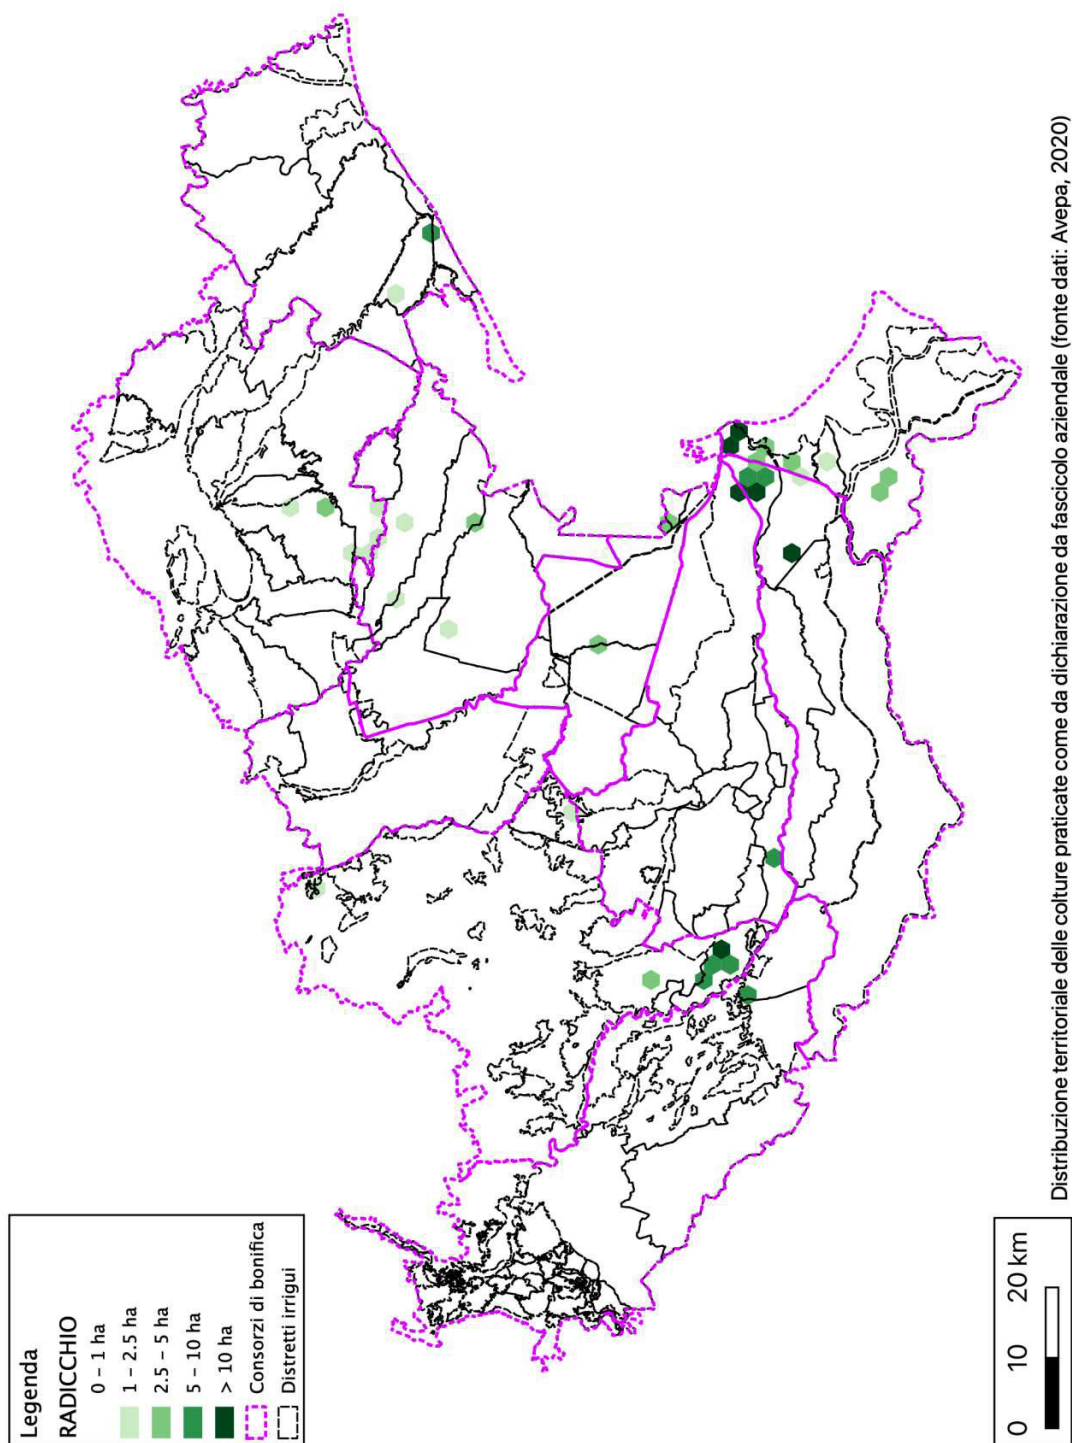 Legenda
RADICCHIO
0 – 1 ha
1 – 2.5 ha
2.5 – 5 ha
5 – 10 ha
> 10 ha
Consorzi di bonifica
Distretti irrigui
0 10 20 km
Distribuzione territoriale delle colture praticate come da dichiarazione da fascicolo aziendale (fonte dati: Avepa, 2020)